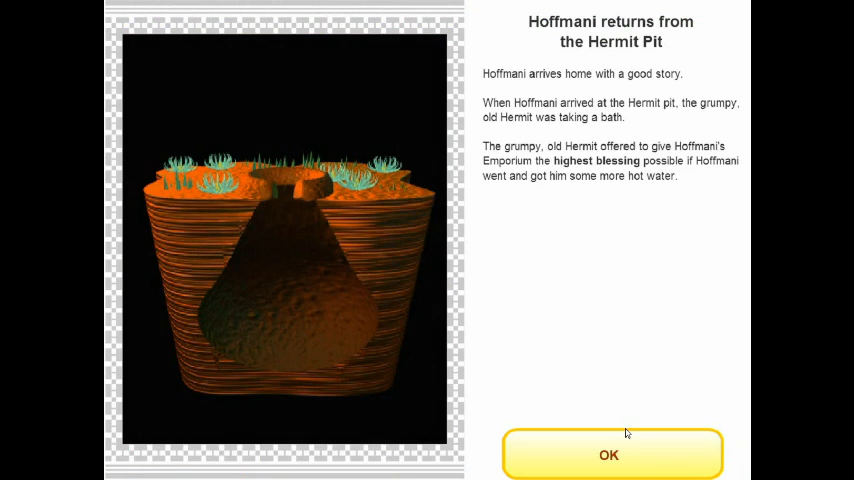 Hoffmani returns from
the Hermit Pit
Hoffmani arrives home with a good story.
When Hoffmani arrived at the Hermit pit, the grumpy,
old Hermit was taking a bath.
The grumpy, old Hermit offered to give Hoffmani's
Emporium the highest blessing possible if Hoffmani
went and got him some more hot water.
OK